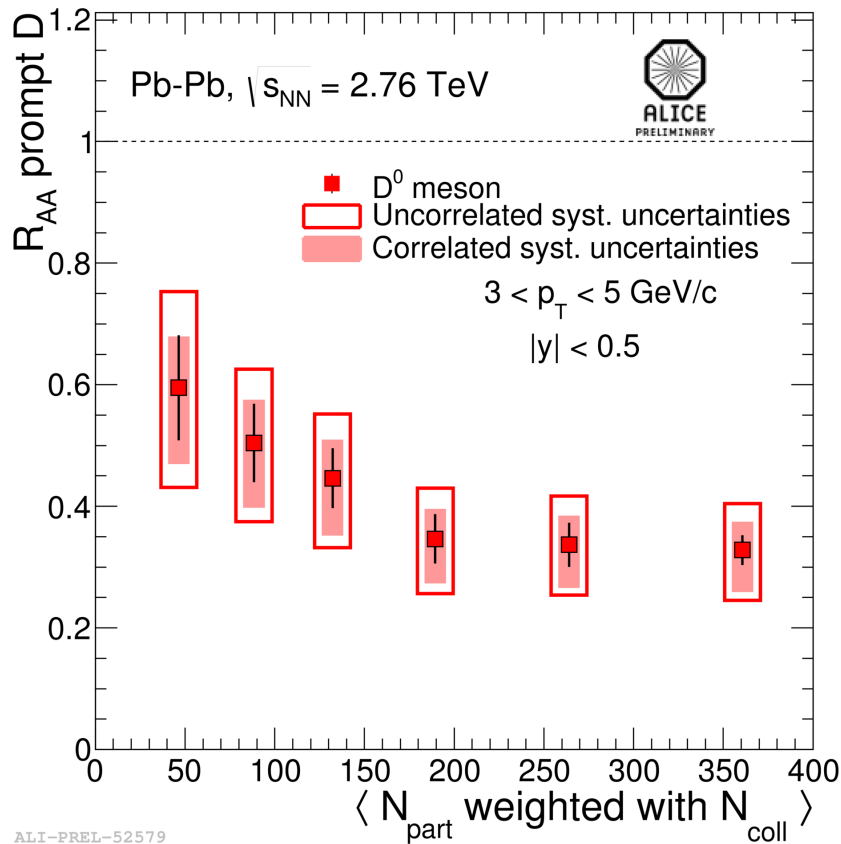 R_AA prompt D
1.2
1
0.8
0.6
0.4
0.2
0
Pb-Pb, √s_NN = 2.76 TeV
ALICE
PRELIMINARY
D⁰ meson
Uncorrelated syst. uncertainties
Correlated syst. uncertainties
3 < p_T < 5 GeV/c
|y| < 0.5
0 50 100 150 200 250 300 350 400
⟨ N_part weighted with N_coll ⟩
ALI-PREL-52579